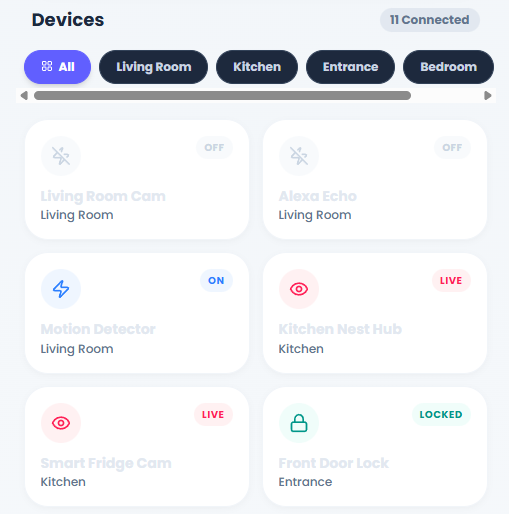 Devices
11 Connected
All
Living Room
Kitchen
Entrance
Bedroom
OFF
Living Room Cam
Living Room
OFF
Alexa Echo
Living Room
ON
Motion Detector
Living Room
LIVE
Kitchen Nest Hub
Kitchen
LIVE
Smart Fridge Cam
Kitchen
LOCKED
Front Door Lock
Entrance